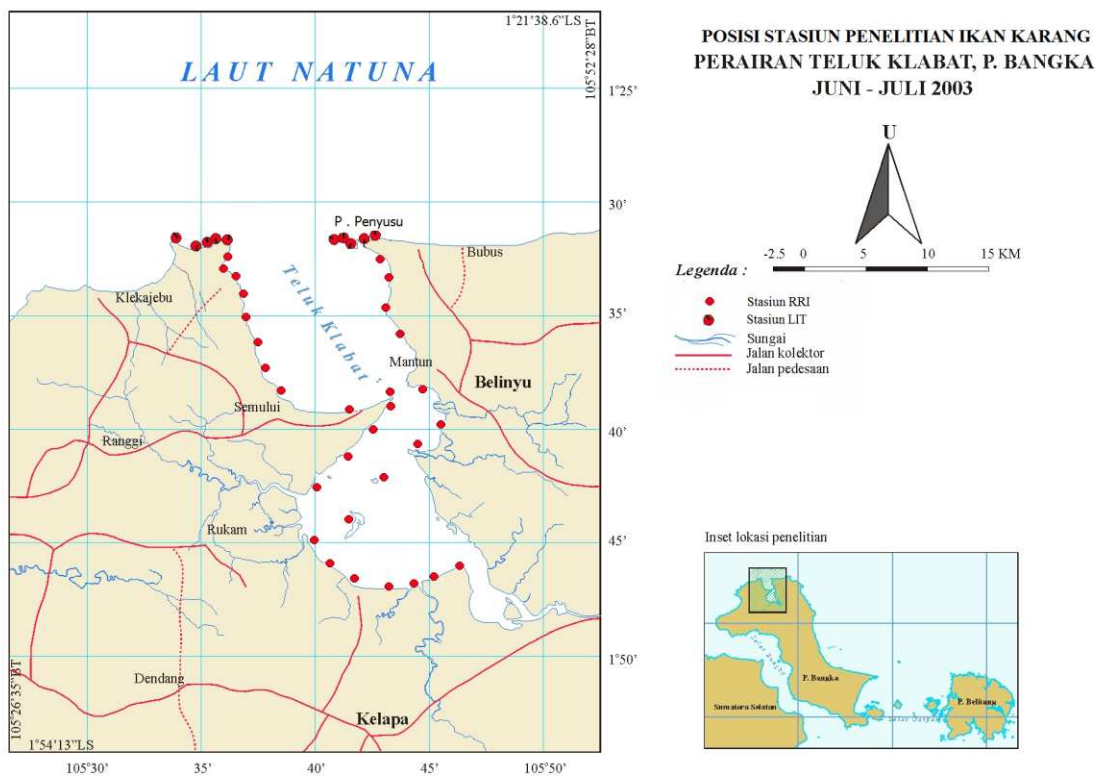 POSISI STASIUN PENELITIAN IKAN KARANG
PERAIRAN TELUK KLABAT, P. BANGKA
JUNI - JULI 2003
1°21'38.6"LS
105°52'28"BT
LAUT NATUNA
1°25'
30'
35'
40'
45'
1°50'
P . Penyusu
Bubus
Klekajebu
Teluk Klabat
Mantun
Belinyu
Semului
Ranggi
Rukam
Dendang
Kelapa
105°26'35"BT
1°54'13"LS
105°30'
35'
40'
45'
105°50'
U
-2.5 0 5 10 15 KM
Legenda :
Stasiun RRI
Stasiun LIT
Sungai
Jalan kolektor
Jalan pedesaan
Inset lokasi penelitian
P. Bangka
Sumatara Selatan
P. Belitung